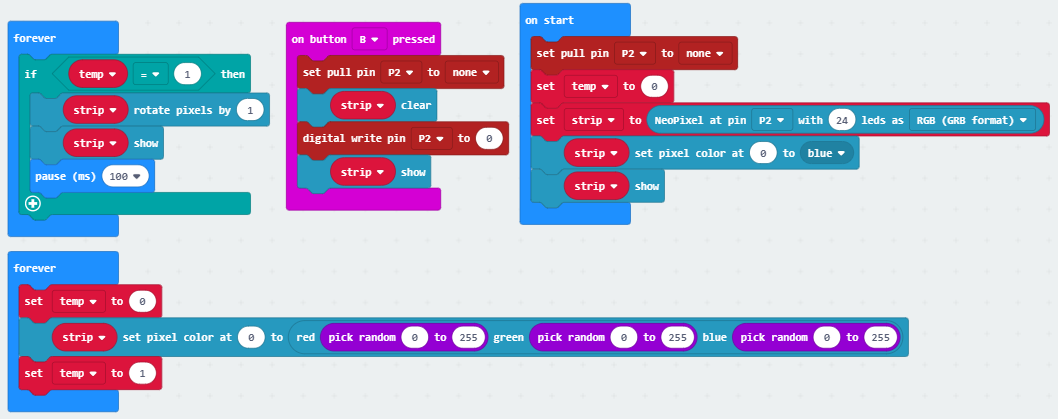 forever
if temp = 1 then
strip rotate pixels by 1
strip show
pause (ms) 100
on button B pressed
set pull pin P2 to none
strip clear
digital write pin P2 to 0
strip show
on start
set pull pin P2 to none
set temp to 0
set strip to NeoPixel at pin P2 with 24 leds as RGB (GRB format)
strip set pixel color at 0 to blue
strip show
forever
set temp to 0
strip set pixel color at 0 to red pick random 0 to 255 green pick random 0 to 255 blue pick random 0 to 255
set temp to 1